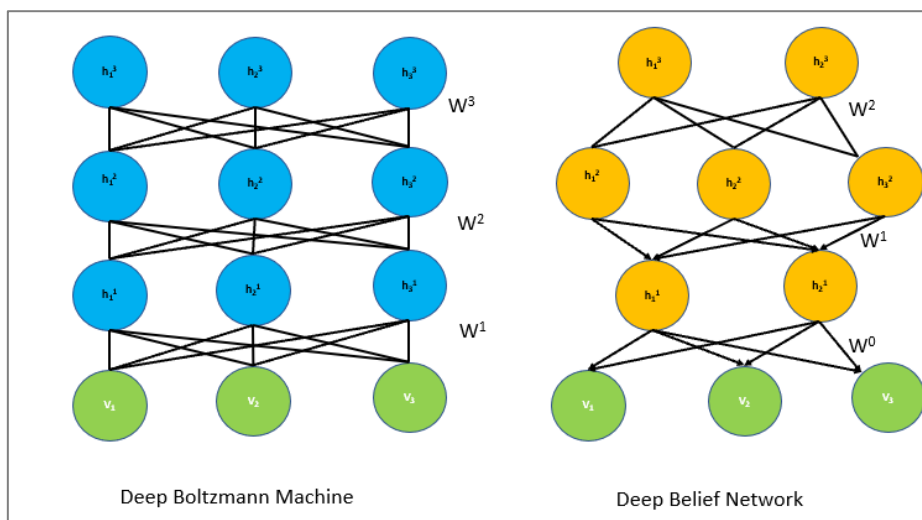 h₁³ h₂³ h₃³
W³
h₁² h₂² h₃²
W²
h₁¹ h₂¹ h₃¹
W¹
V₁ V₂ V₃
Deep Boltzmann Machine
h₁³ h₂³
W²
h₁² h₂² h₃²
W¹
h₁¹ h₂¹
W⁰
V₁ V₂ V₃
Deep Belief Network